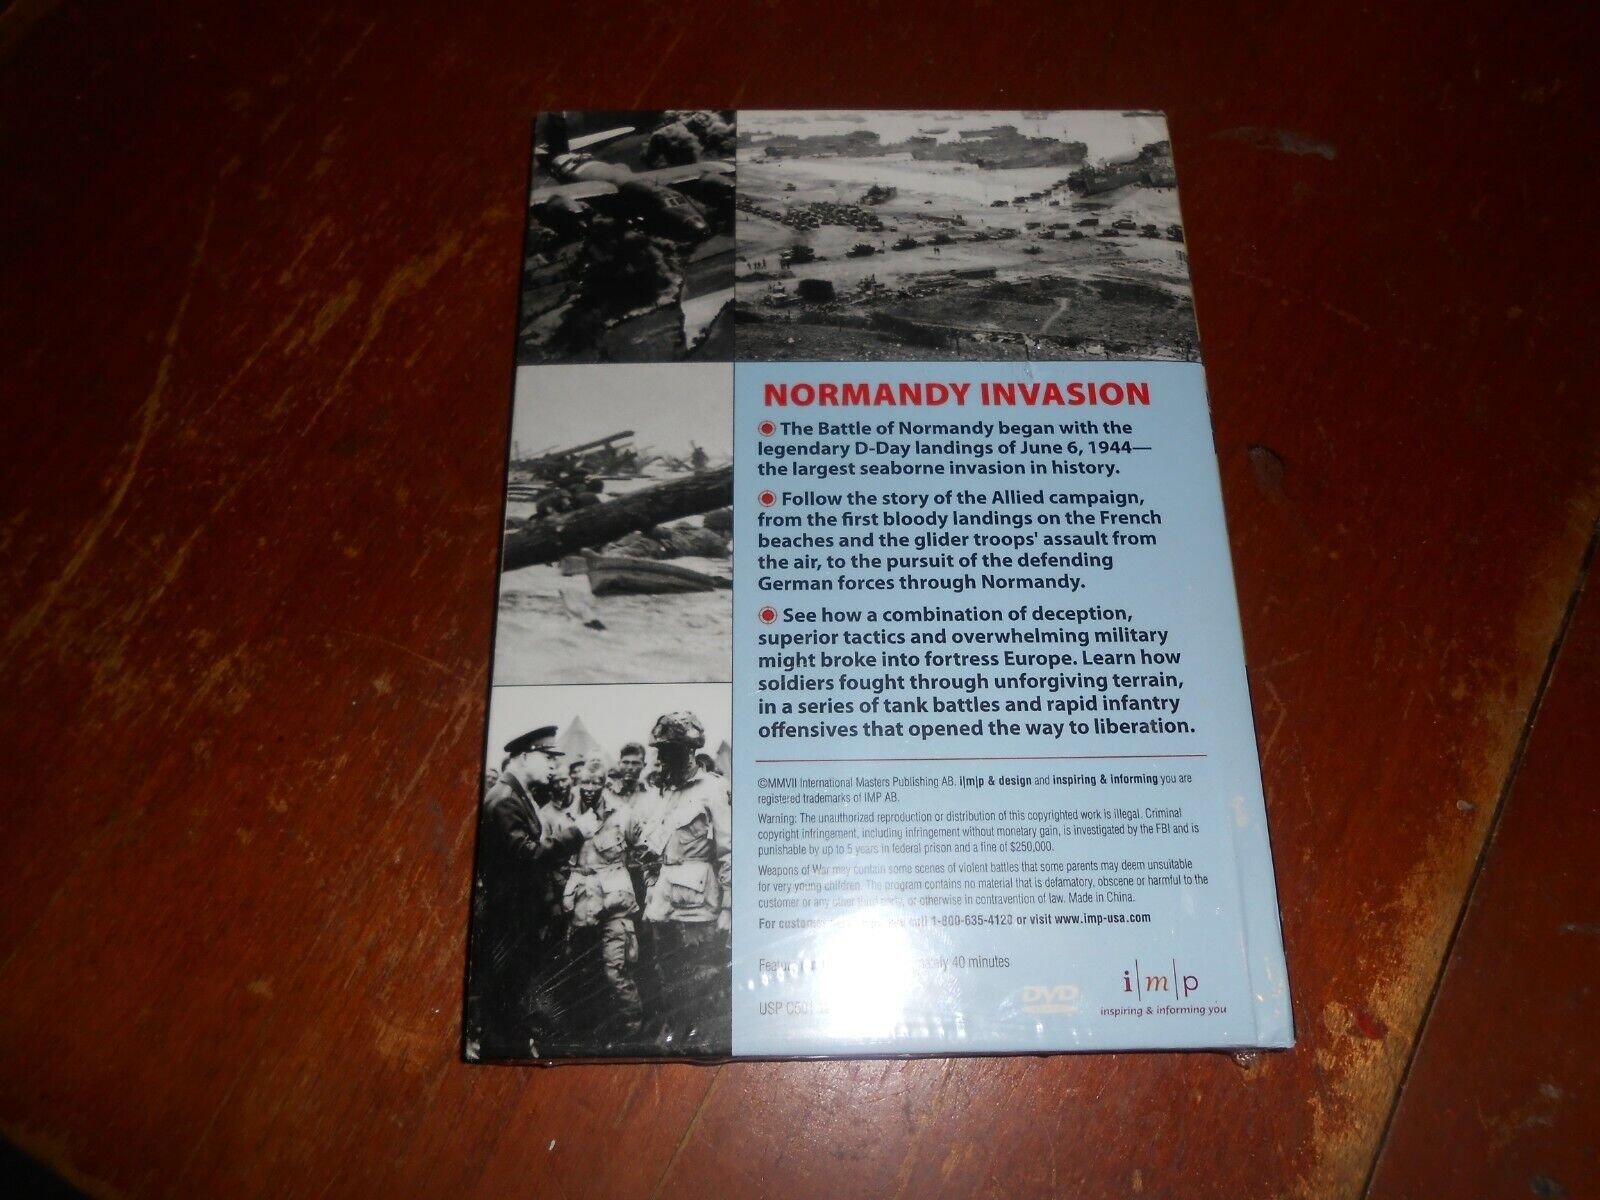 NORMANDY INVASION
The Battle of Normandy began with the
legendary D-Day landings of June 6, 1944—
the largest seaborne invasion in history.
Follow the story of the Allied campaign,
from the first bloody landings on the French
beaches and the glider troops' assault from
the air, to the pursuit of the defending
German forces through Normandy.
See how a combination of deception,
superior tactics and overwhelming military
might broke into fortress Europe. Learn how
soldiers fought through unforgiving terrain,
in a series of tank battles and rapid infantry
offensives that opened the way to liberation.
©MMVII International Masters Publishing AB. i|m|p & design and inspiring & informing you are
registered trademarks of IMP AB.
Warning: The unauthorized reproduction or distribution of this copyrighted work is illegal. Criminal
copyright infringement, including infringement without monetary gain, is investigated by the FBI and is
punishable by up to 5 years in federal prison and a fine of $250,000.
Weapons of War may contain some scenes of violent battles that some parents may deem unsuitable
for very young children. The program contains no material that is defamatory, obscene or harmful to the
customer or any other third party, or otherwise in contravention of law. Made in China.
For call 1-800-635-4120 or visit www.imp-usa.com
40 minutes
USP
DVD
i|m|p
inspiring & informing you